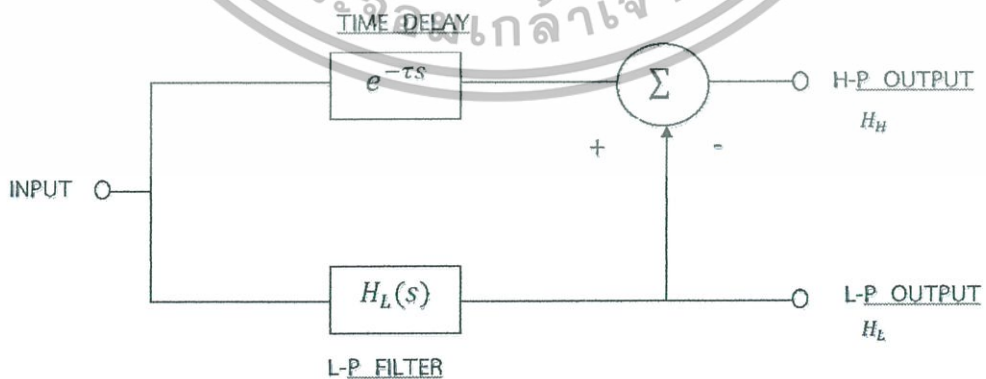 TIME DELAY
e^{-τs}
Σ
H-P OUTPUT
H_H
+ -
INPUT
H_L(s)
L-P OUTPUT
H_L
L-P FILTER